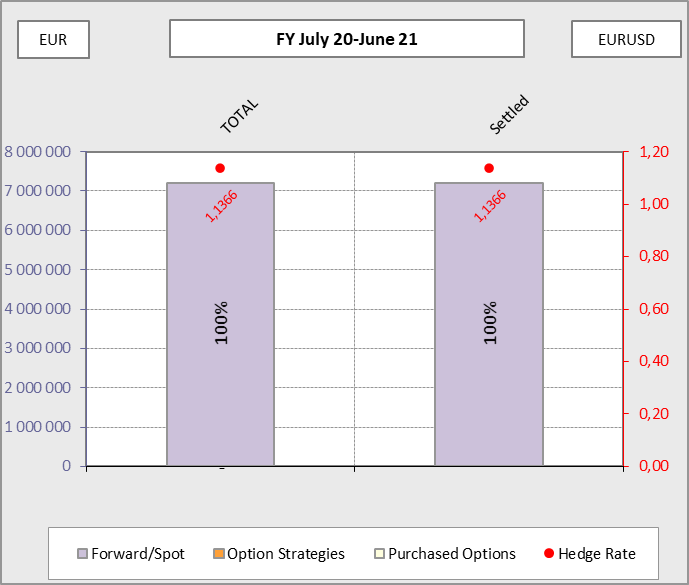 EUR
FY July 20-June 21
EURUSD
TOTAL
Settled
8 000 000
7 000 000
6 000 000
5 000 000
4 000 000
3 000 000
2 000 000
1 000 000
0
1,1366
1,1366
100%
100%
-
1,20
1,00
0,80
0,60
0,40
0,20
0,00
Forward/Spot
Option Strategies
Purchased Options
Hedge Rate